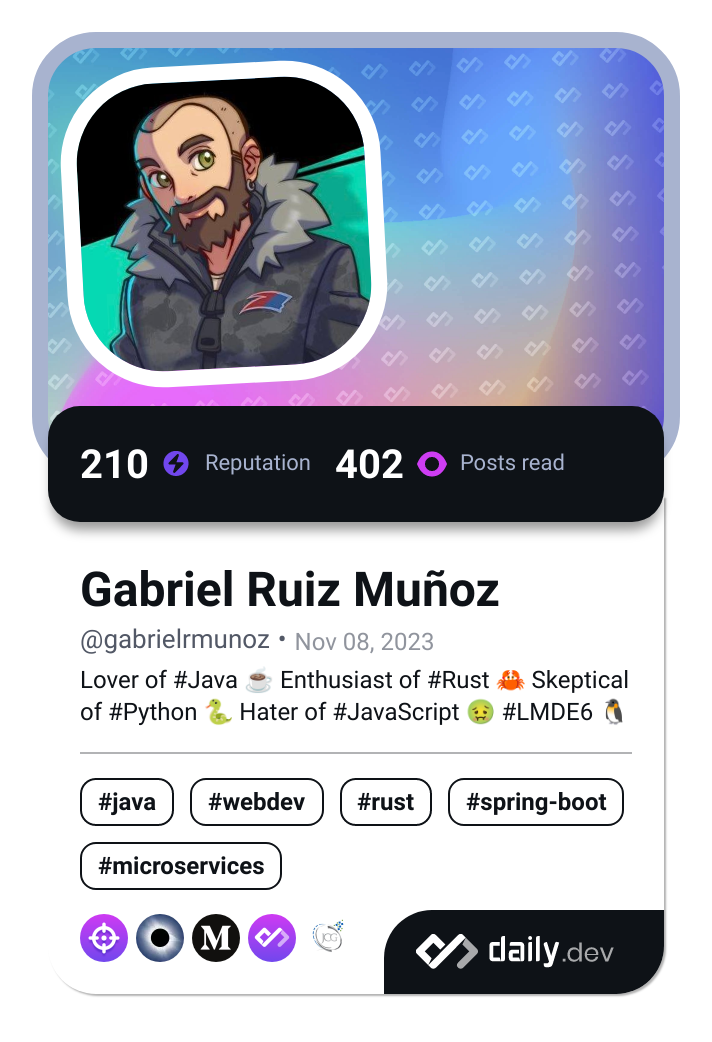 210 Reputation 402 Posts read
Gabriel Ruiz Muñoz
@gabrielrmunoz • Nov 08, 2023
Lover of #Java ☕ Enthusiast of #Rust 🦀 Skeptical
of #Python 🐍 Hater of #JavaScript 🤢 #LMDE6 🐧
#java #webdev #rust #spring-boot
#microservices
M JCG
daily.dev